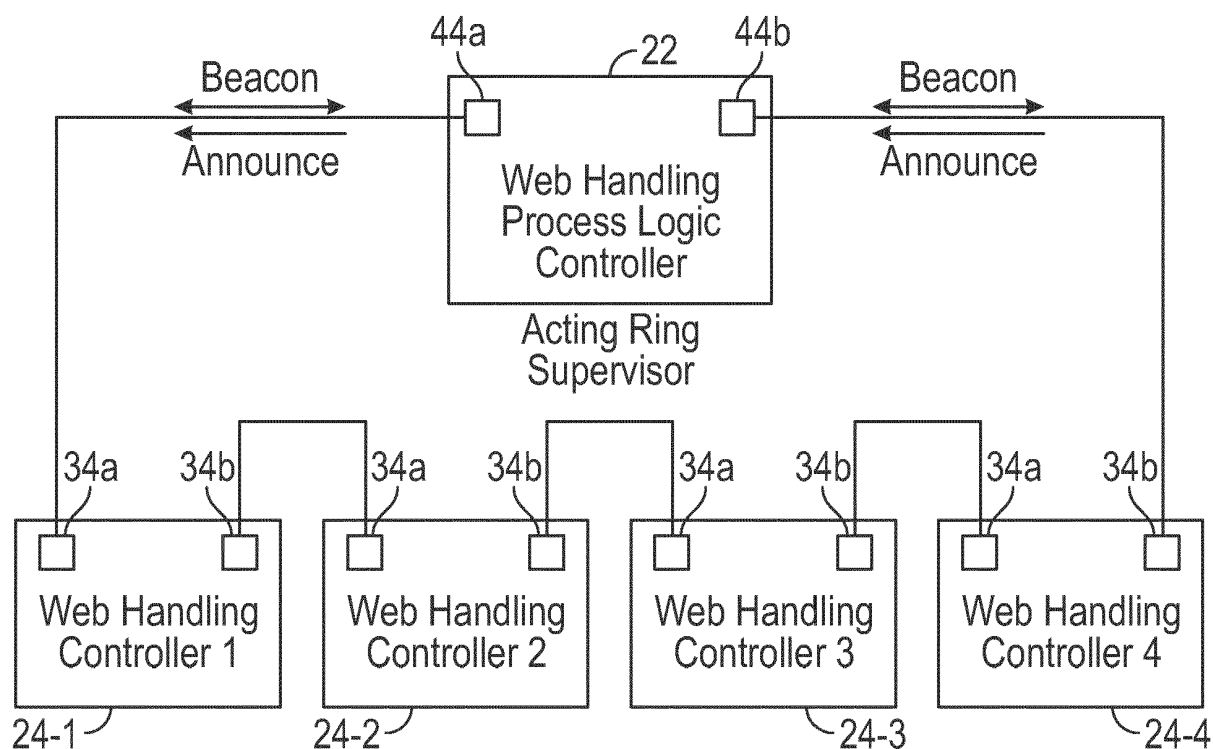 44a
22
44b
Beacon
Beacon
Announce
Announce
Web Handling
Process Logic
Controller
Acting Ring
Supervisor
34a
34b
34a
34b
34a
34b
34a
34b
Web Handling
Controller 1
Web Handling
Controller 2
Web Handling
Controller 3
Web Handling
Controller 4
24-1
24-2
24-3
24-4